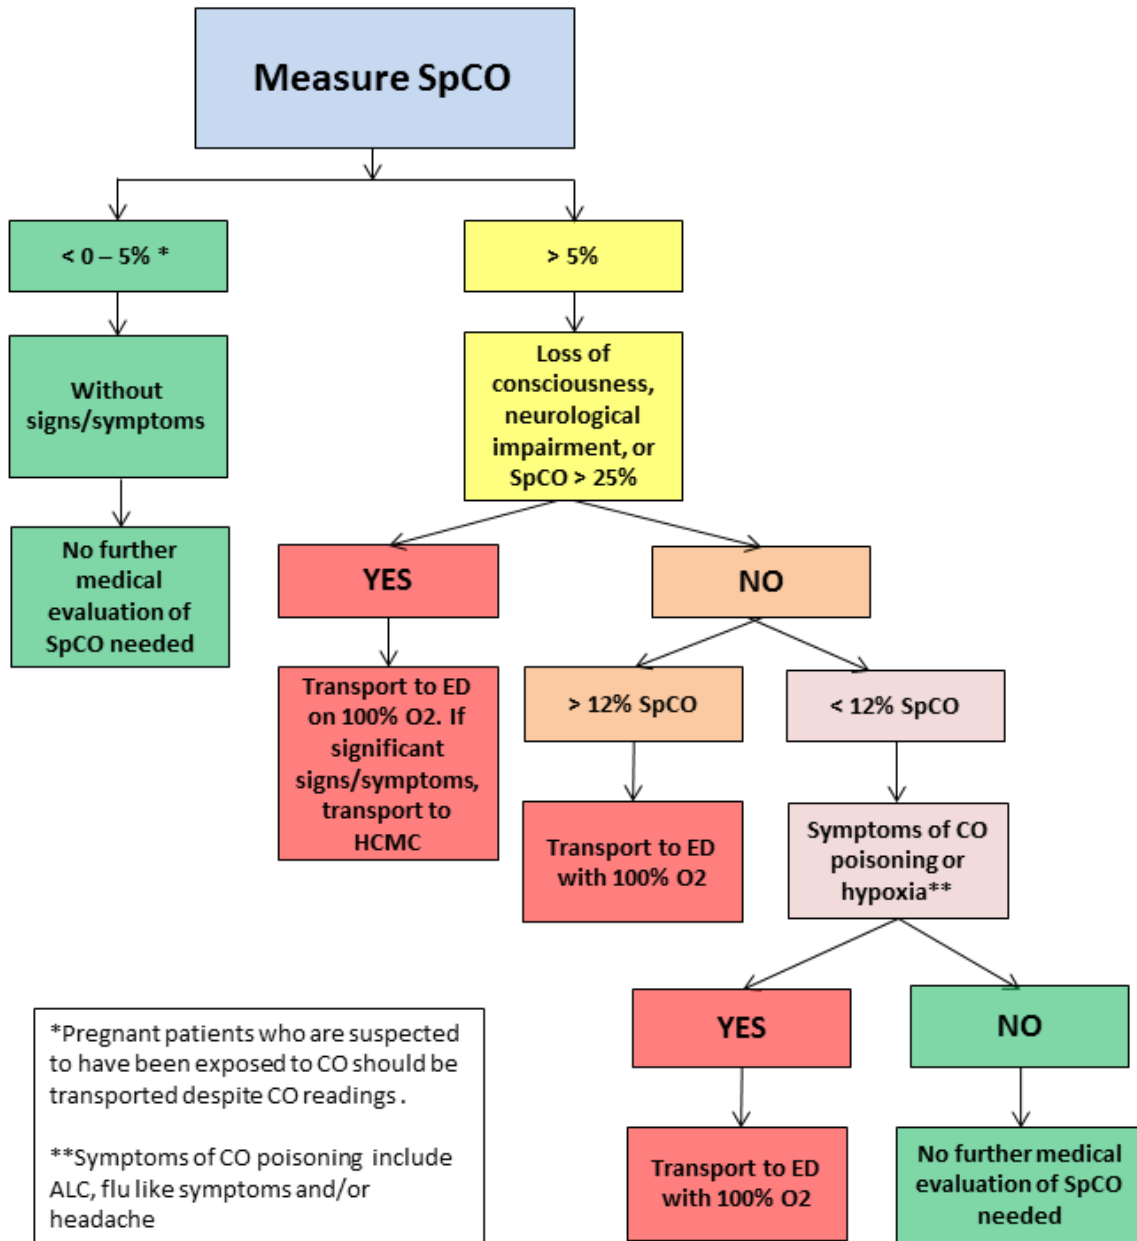 Measure SpCO
< 0 – 5% *
> 5%
Without
signs/symptoms
Loss of
consciousness,
neurological
impairment, or
SpCO > 25%
No further
medical
evaluation of
SpCO needed
YES
NO
Transport to ED
on 100% O2. If
significant
signs/symptoms,
transport to
HCMC
> 12% SpCO
< 12% SpCO
Transport to ED
with 100% O2
Symptoms of CO
poisoning or
hypoxia**
YES
NO
Transport to ED
with 100% O2
No further medical
evaluation of SpCO
needed
*Pregnant patients who are suspected
to have been exposed to CO should be
transported despite CO readings .
**Symptoms of CO poisoning include
ALC, flu like symptoms and/or
headache